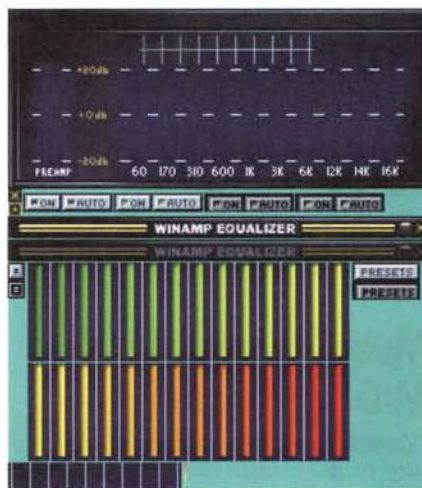 +20db
+0db
-20db
PREAMP 60 170 310 600 1K 3K 6K 12K 14K 16K
ON AUTO ON AUTO ON AUTO ON AUTO
WINAMP EQUALIZER
WINAMP EQUALIZER
PRESETS
PRESETS